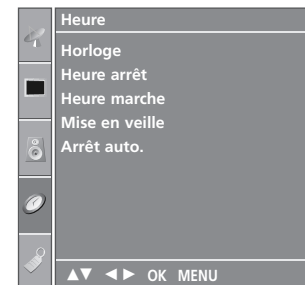 Heure
Horloge
Heure arrêt
Heure marche
Mise en veille
Arrêt auto.
▲▼ ◄► OK MENU